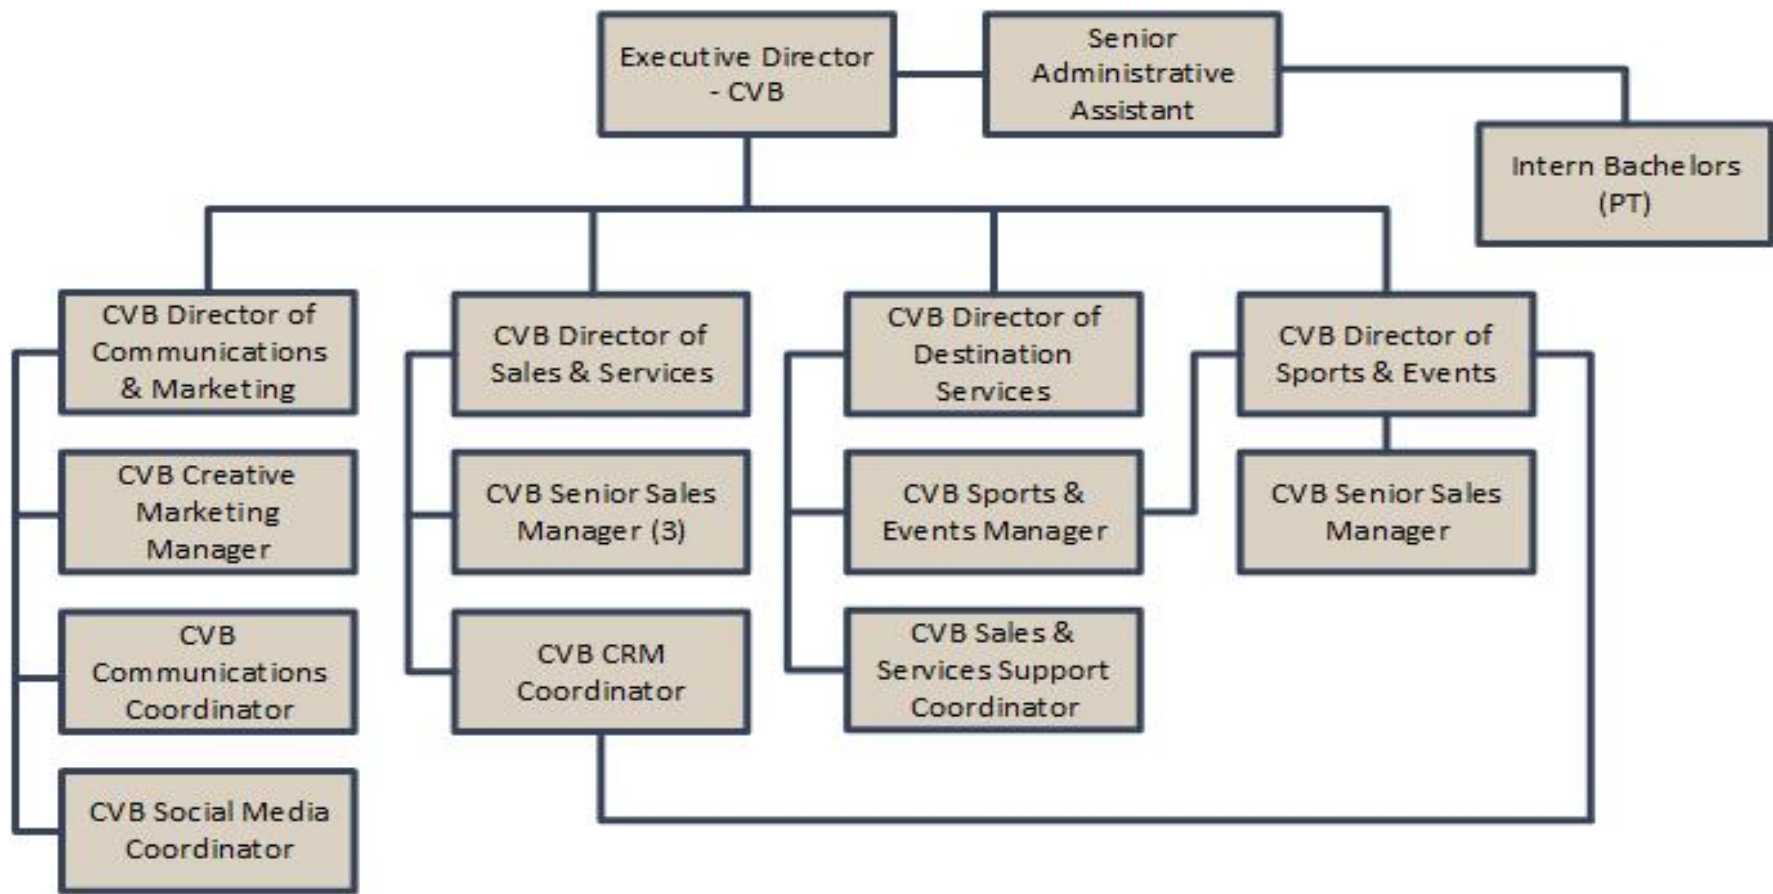 Executive Director
- CVB
Senior
Administrative
Assistant
Intern Bachelors
(PT)
CVB Director of
Communications
& Marketing
CVB Director of
Sales & Services
CVB Director of
Destination
Services
CVB Director of
Sports & Events
CVB Creative
Marketing
Manager
CVB Senior Sales
Manager (3)
CVB Sports &
Events Manager
CVB Senior Sales
Manager
CVB
Communications
Coordinator
CVB CRM
Coordinator
CVB Sales &
Services Support
Coordinator
CVB Social Media
Coordinator